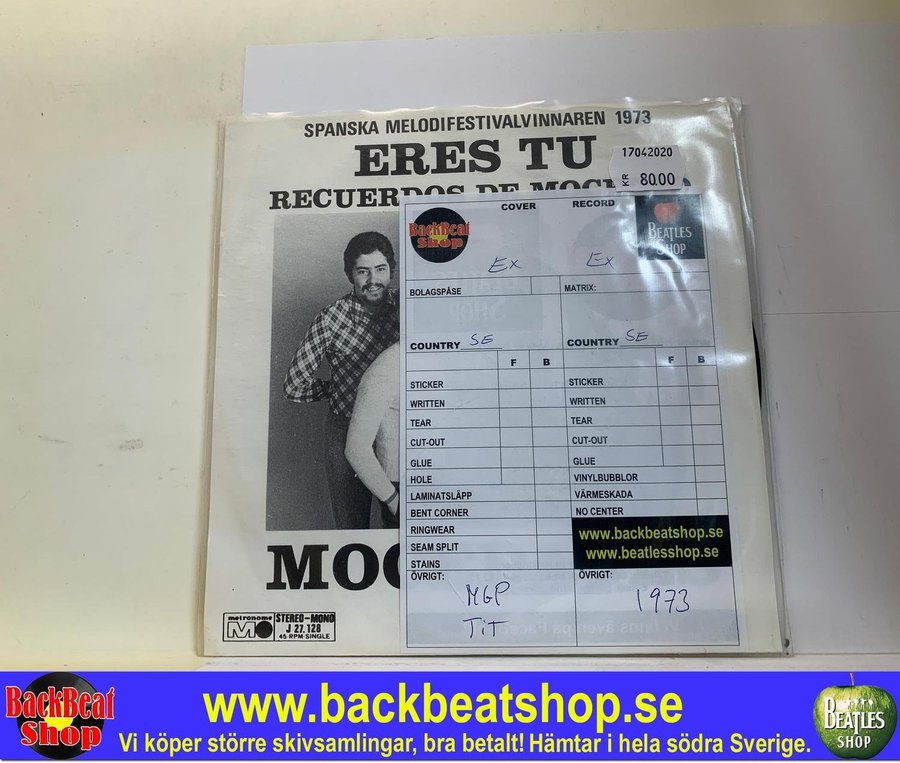 SPANSKA MELODIFESTIVALVINNAREN 1973
ERES TU
RECUERDOS DE
17042020
KR 80.00
BackBeat Shop
COVER
RECORD
BEATLES SHOP
Ex
Ex
BOLAGSPÅSE
MATRIX:
COUNTRY SE
COUNTRY SE
F B
F B
STICKER
STICKER
WRITTEN
WRITTEN
TEAR
TEAR
CUT-OUT
CUT-OUT
GLUE
GLUE
HOLE
VINYLBUBBLOR
LAMINATSLÄPP
VÄRMESKADA
BENT CORNER
NO CENTER
RINGWEAR
www.backbeatshop.se
SEAM SPLIT
www.beatlesshop.se
STAINS
ÖVRIGT:
ÖVRIGT:
MGP
1973
TiT
MO
metronome
STEREO-MONO
J 27.128
45 RPM-SINGLE
BackBeat Shop
www.backbeatshop.se
Vi köper större skivsamlingar, bra betalt! Hämtar i hela södra Sverige.
BEATLES SHOP